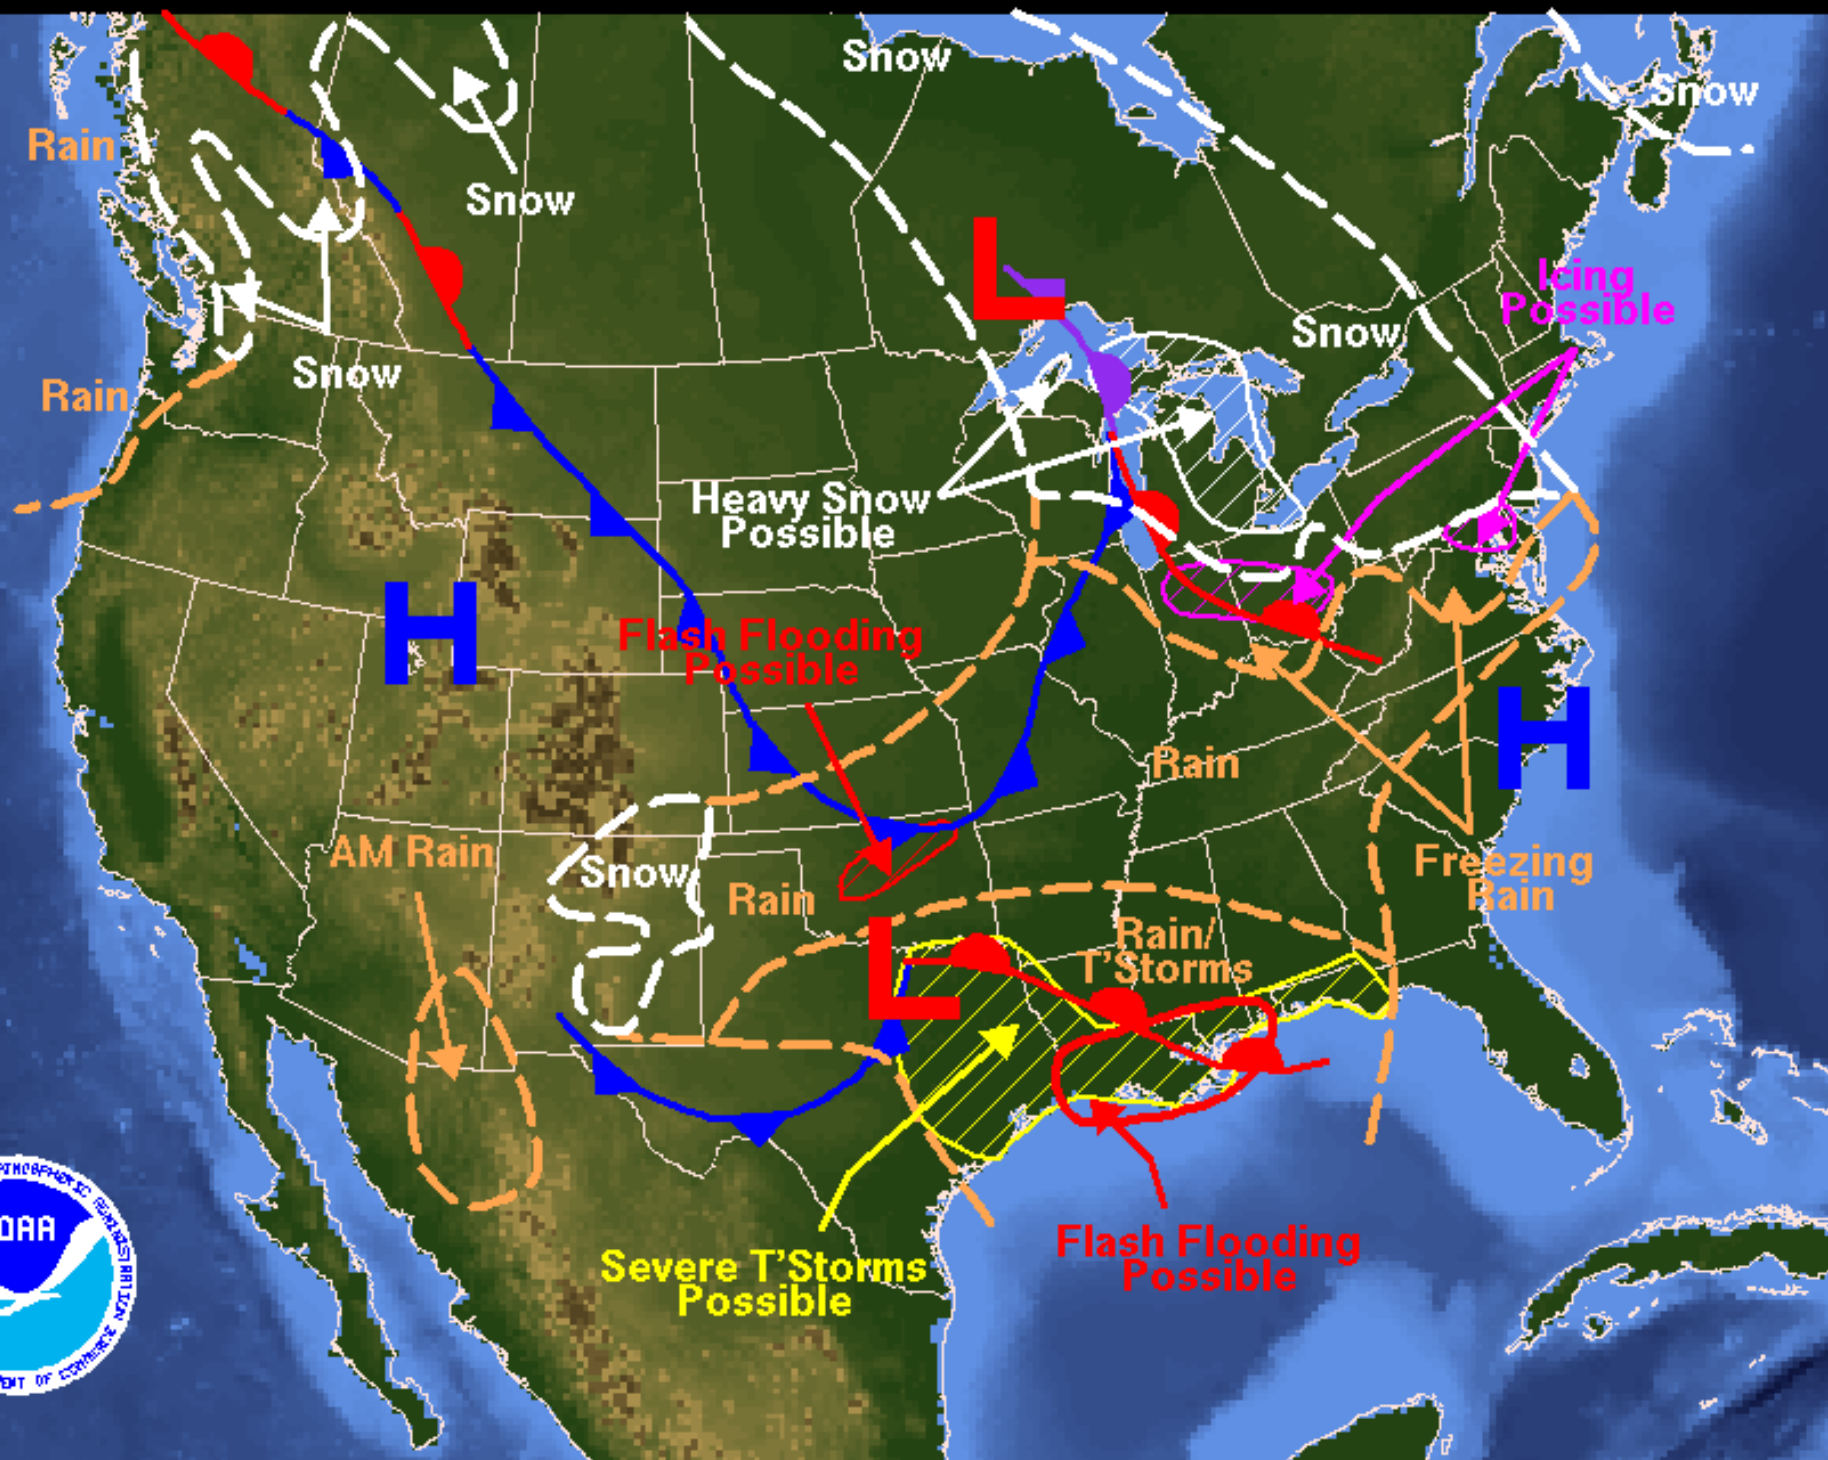 Snow
Snow
Rain
Snow
Icing
Possible
Snow
Snow
Rain
Heavy Snow
Possible
L
H
Flash Flooding
Possible
H
Rain
AM Rain
Snow
Rain
Freezing
Rain
L
Rain/
T'Storms
Severe T'Storms
Possible
Flash Flooding
Possible
OAA